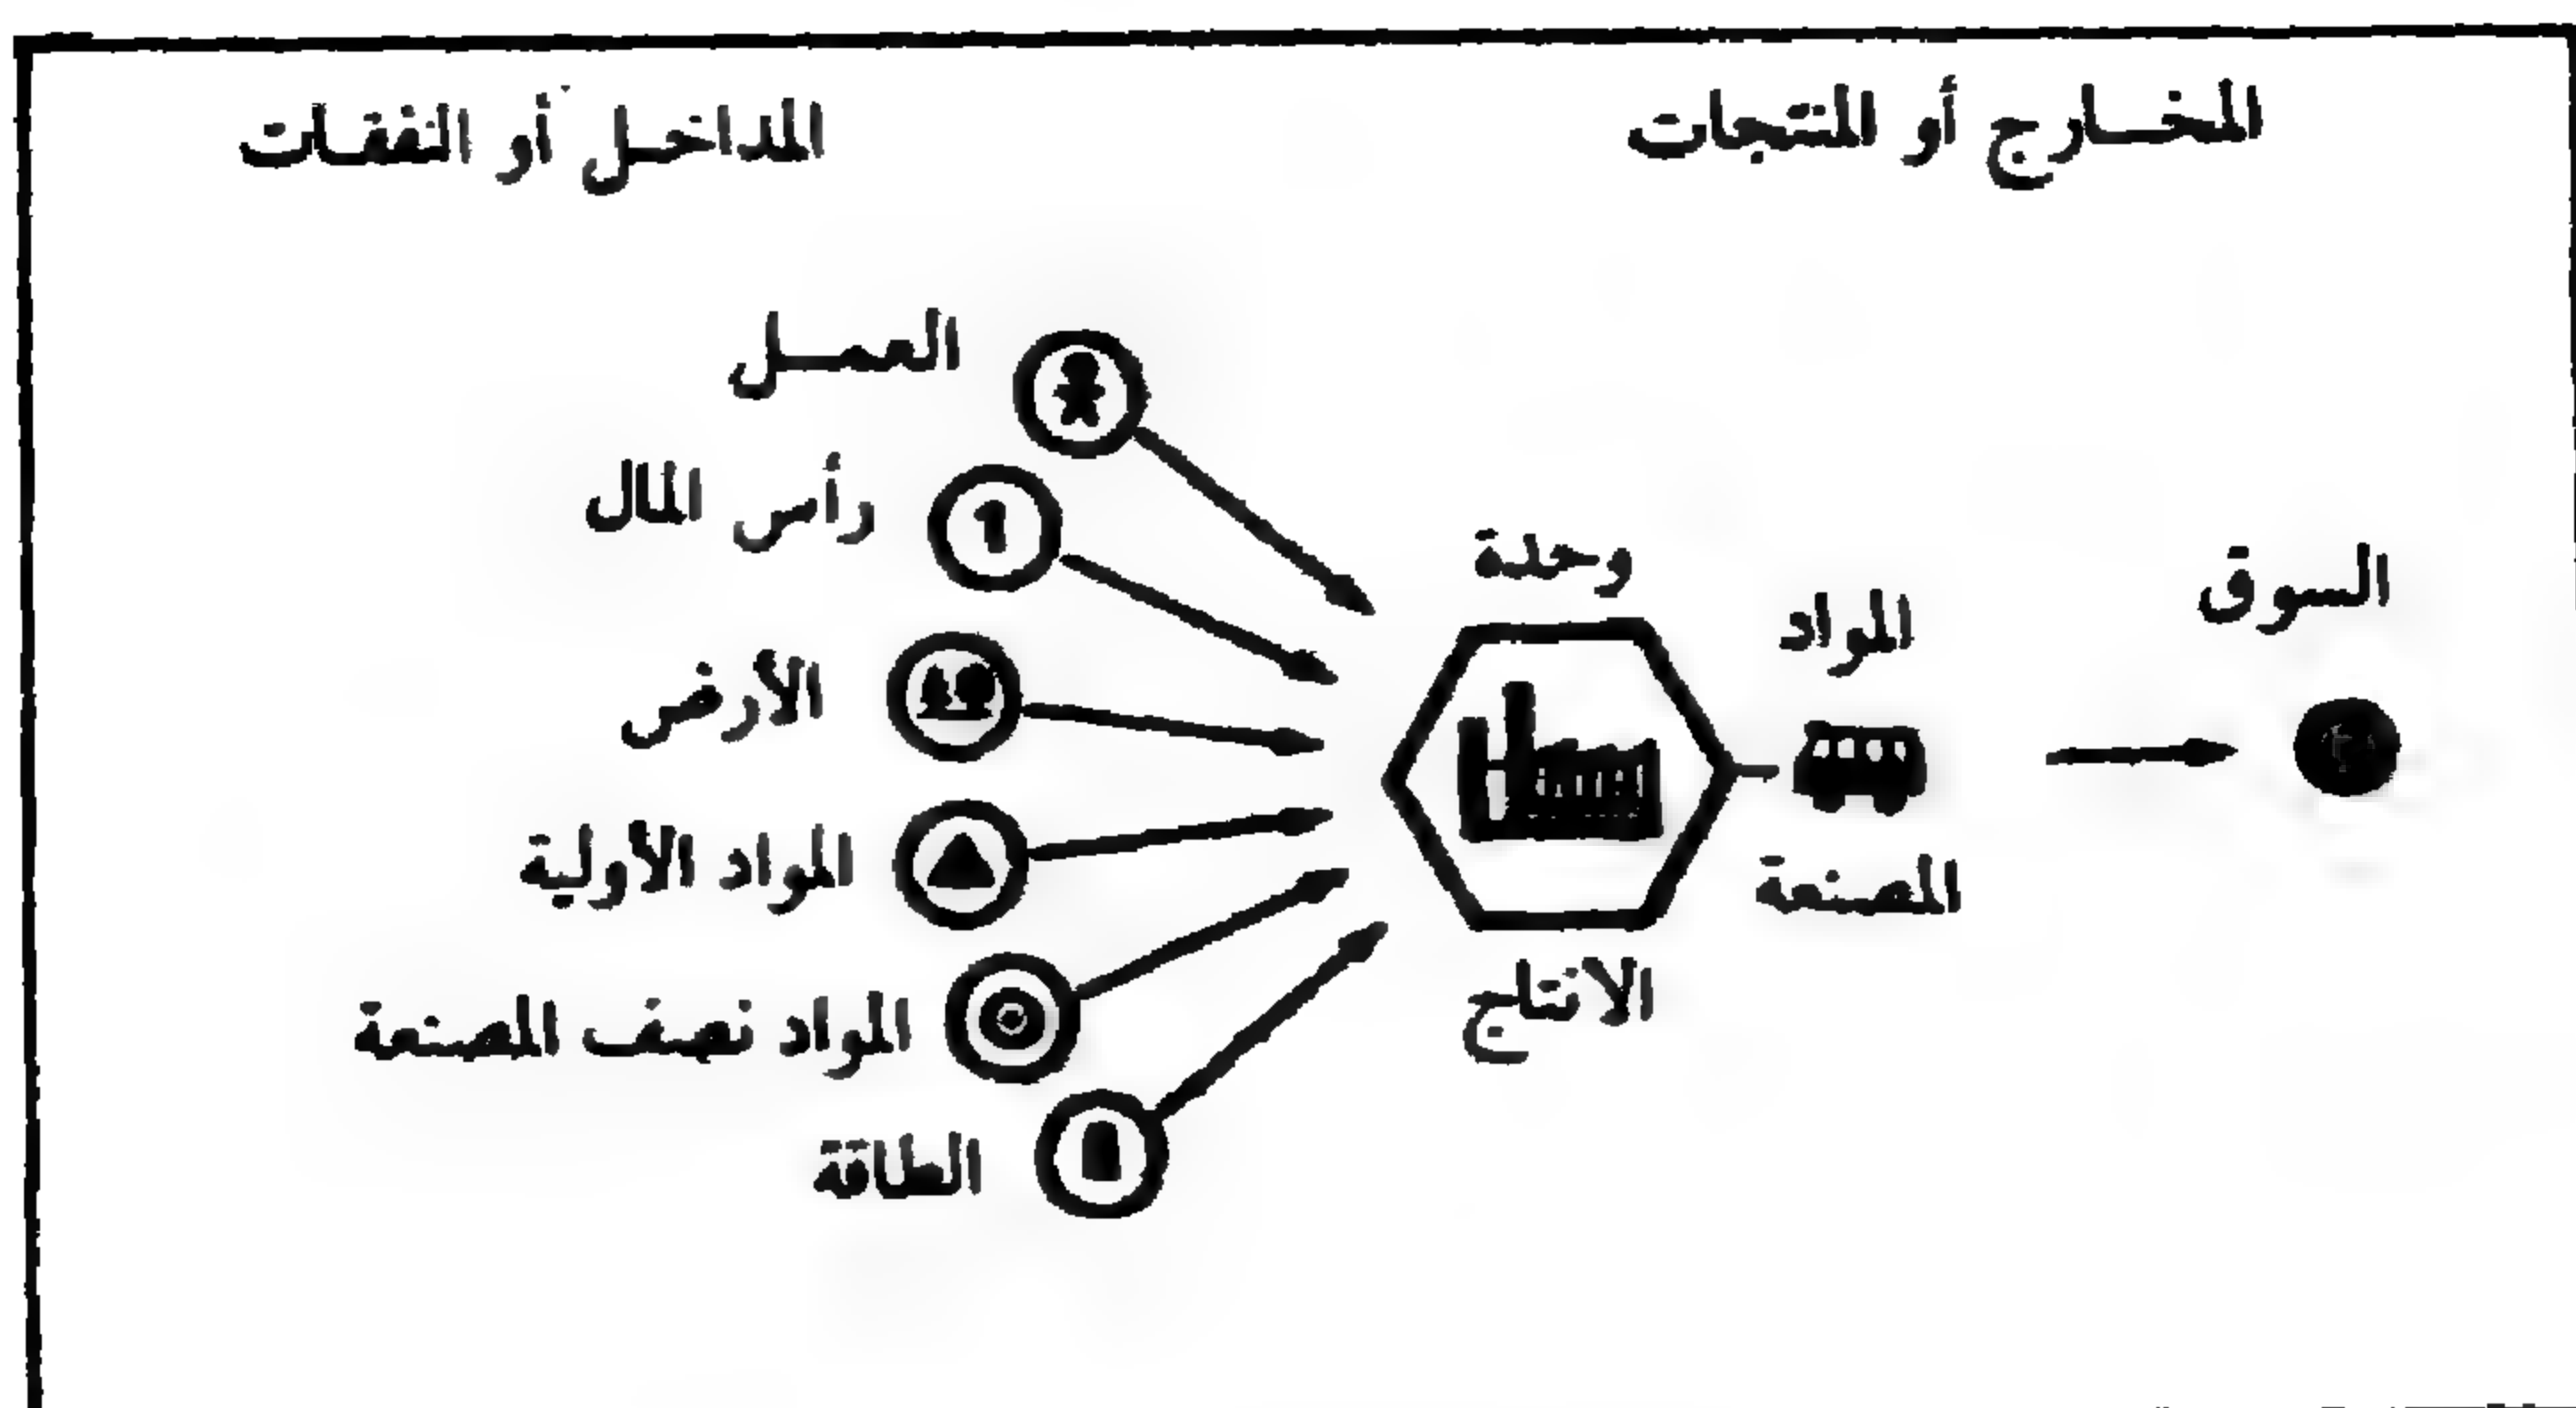 المخارج أو المنتجات
المداخل أو النفقات
العمل
رأس المال
الأرض
المواد الأولية
المواد نصف المصنعة
الطاقة
وحدة
الانتاج
المواد
المصنعة
السوق
1